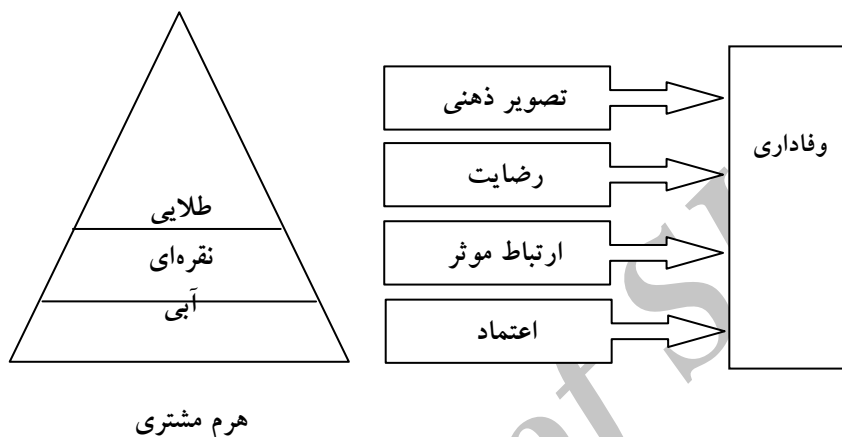 وفاداری
تصویر ذهنی
رضایت
ارتباط موثر
اعتماد
طلایی
نقره‌ای
آبی
هرم مشتری